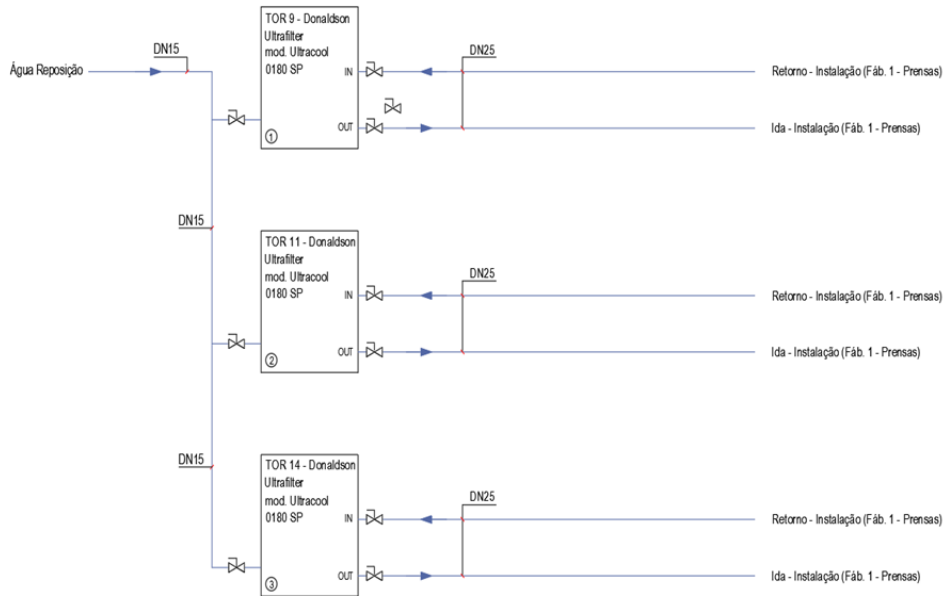 TOR 9 - Donaldson
Ultrafilter
mod. Ultracool
0180 SP
IN
OUT
1
DN15
Água Reposição
DN25
Retorno - Instalação (Fáb. 1 - Prensas)
Ida - Instalação (Fáb. 1 - Prensas)
DN15
TOR 11 - Donaldson
Ultrafilter
mod. Ultracool
0180 SP
IN
OUT
2
DN25
Retorno - Instalação (Fáb. 1 - Prensas)
Ida - Instalação (Fáb. 1 - Prensas)
DN15
TOR 14 - Donaldson
Ultrafilter
mod. Ultracool
0180 SP
IN
OUT
3
DN25
Retorno - Instalação (Fáb. 1 - Prensas)
Ida - Instalação (Fáb. 1 - Prensas)